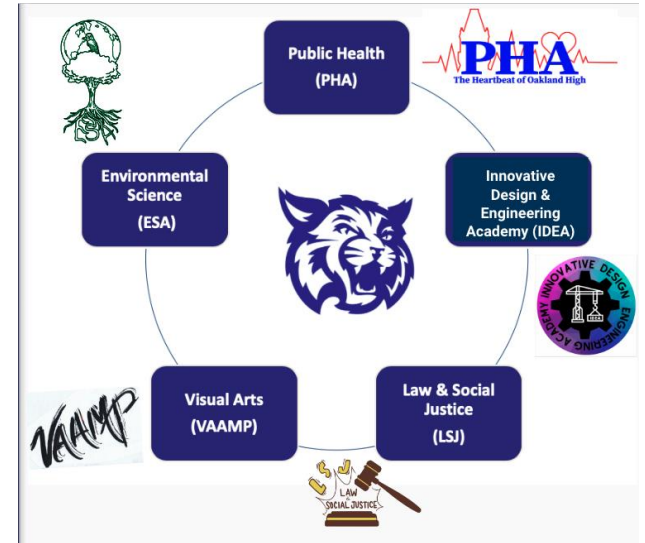 Public Health
(PHA)
PHA
The Heartbeat of Oakland High
ESA
Environmental
Science
(ESA)
Innovative
Design &
Engineering
Academy (IDEA)
INNOVATIVE DESIGN ENGINEERING ACADEMY
IDEA
Visual Arts
(VAAMP)
Law & Social
Justice
(LSJ)
VAAMP
LSJ
LAW
&
SOCIAL JUSTICE